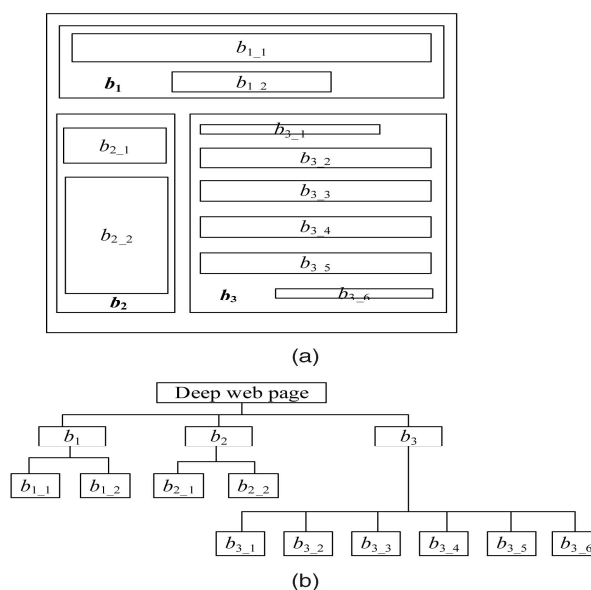 b1_1
b1
b1_2
b2_1
b2_2
b2
b3_1
b3_2
b3_3
b3_4
b3_5
b3
b3_6
(a)
Deep web page
b1 b2 b3
b1_1 b1_2 b2_1 b2_2
b3_1 b3_2 b3_3 b3_4 b3_5 b3_6
(b)